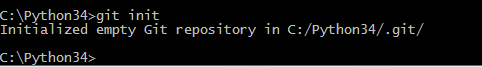 C:\Python34>git init
Initialized empty Git repository in C:/Python34/.git/
C:\Python34>